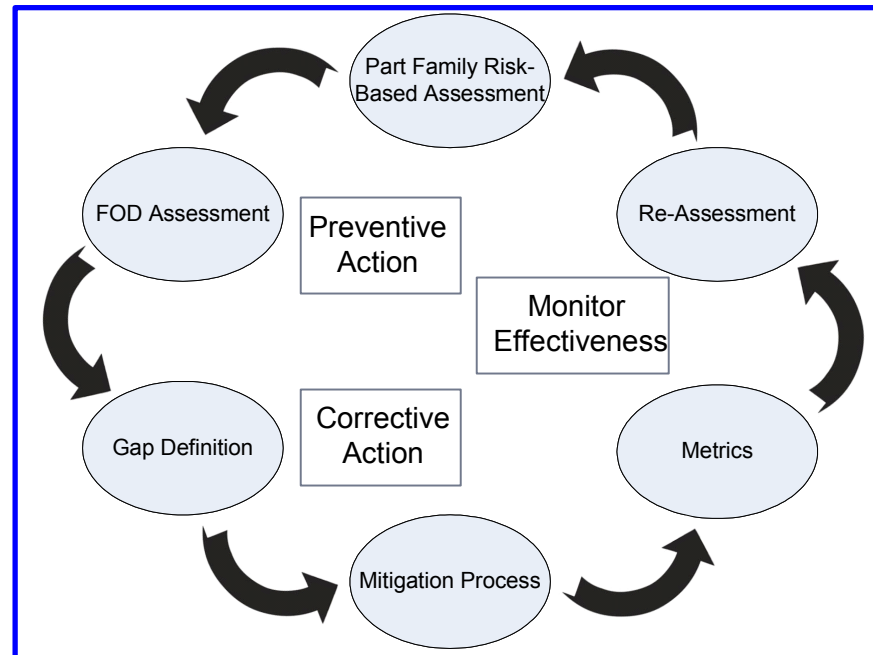 Part Family Risk-
Based Assessment
FOD Assessment
Re-Assessment
Preventive
Action
Monitor
Effectiveness
Corrective
Action
Gap Definition
Metrics
Mitigation Process